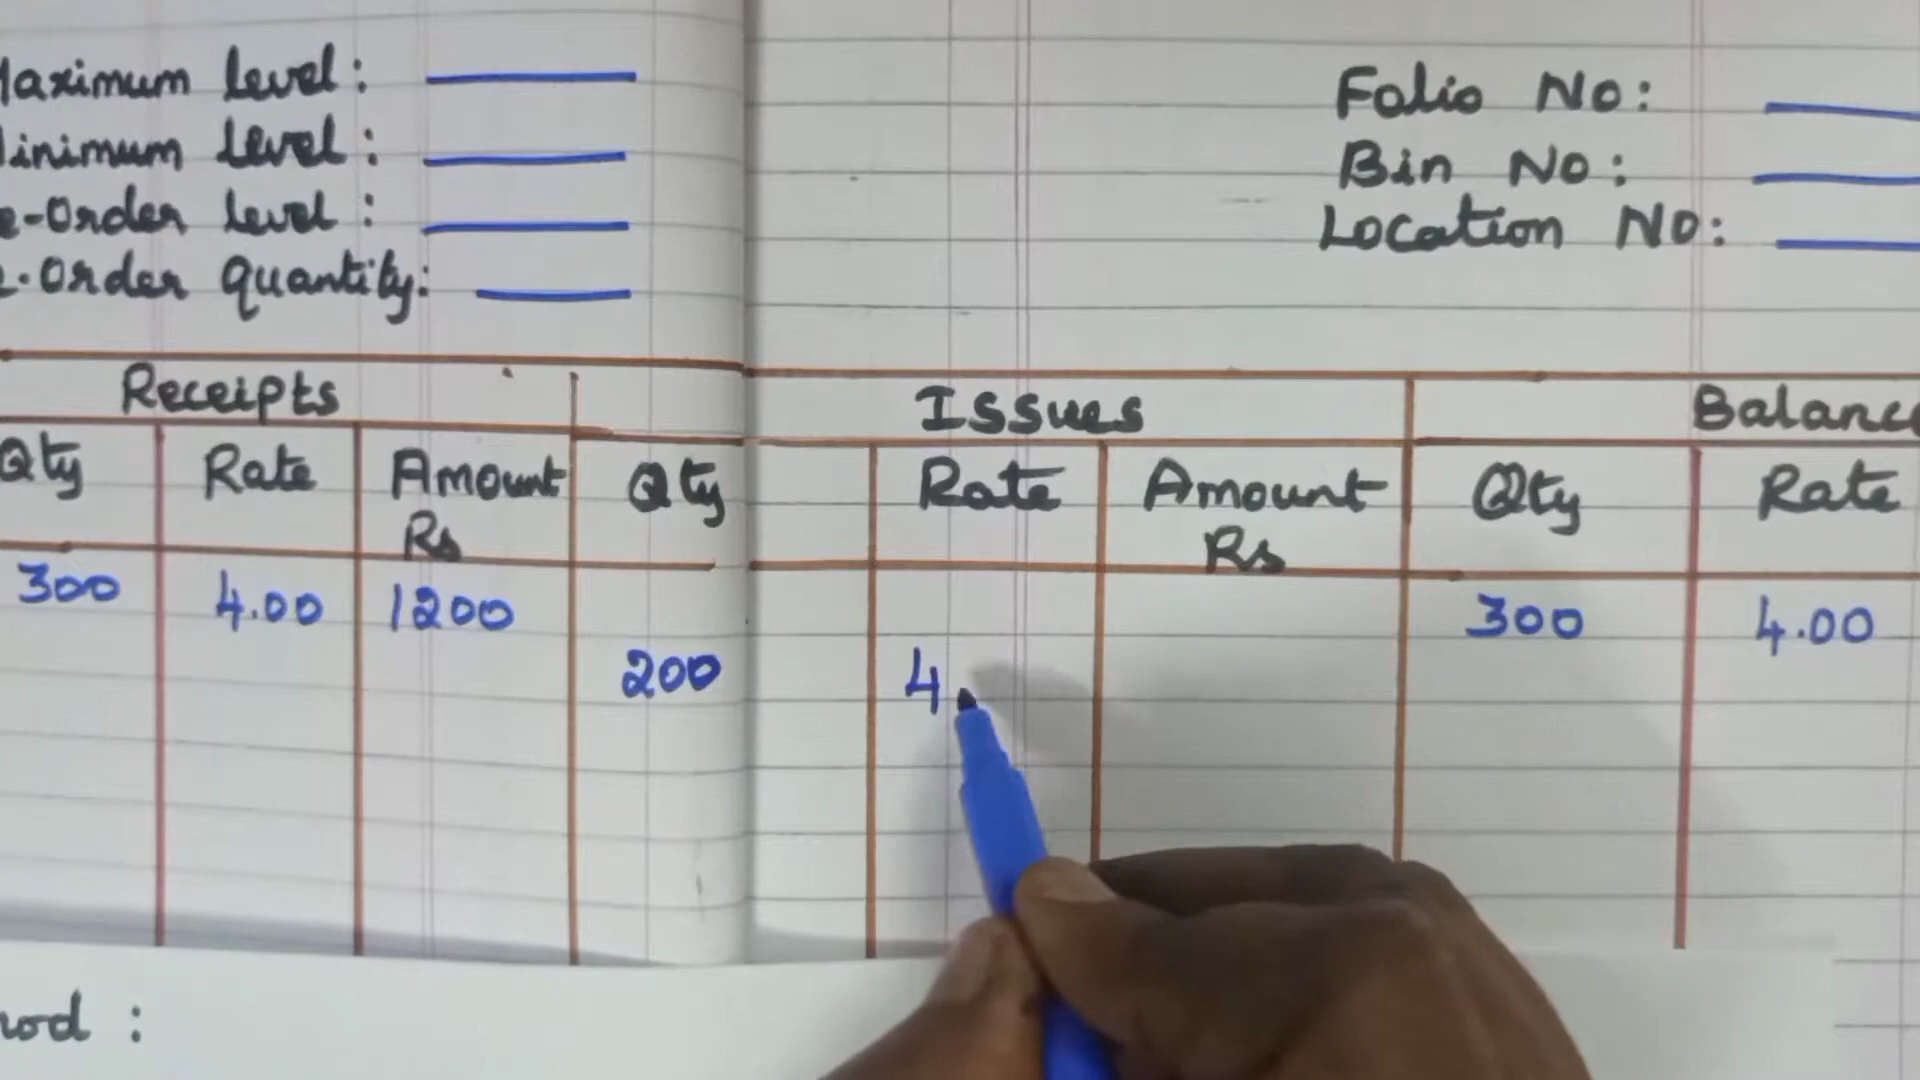 Maximum level:
Minimum level:
Re-Order level:
Re-Order quantity:
Folio No:
Bin No:
Location No:
Receipts Issues Balance
Qty Rate Amount Rs Qty Rate Amount Rs Qty Rate
300 4.00 1200 300 4.00
200 4
: